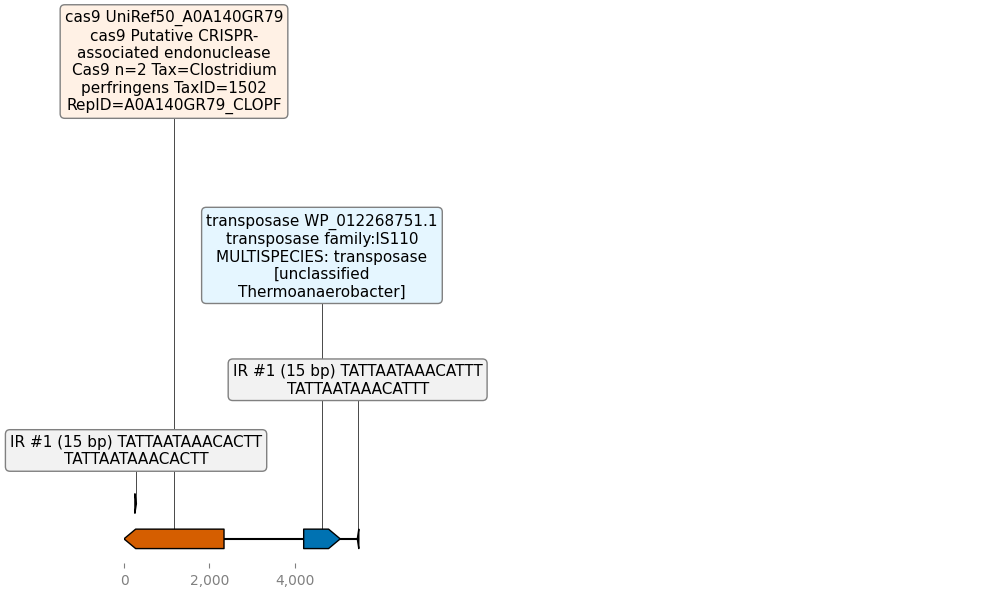 cas9 UniRef50_A0A140GR79
cas9 Putative CRISPR-
associated endonuclease
Cas9 n=2 Tax=Clostridium
perfringens TaxID=1502
RepID=A0A140GR79_CLOPF
transposase WP_012268751.1
transposase family:IS110
MULTISPECIES: transposase
[unclassified
Thermoanaerobacter]
IR #1 (15 bp) TATTAATAAACATTT
TATTAATAAACATTT
IR #1 (15 bp) TATTAATAAACACTT
TATTAATAAACACTT
0
2,000
4,000